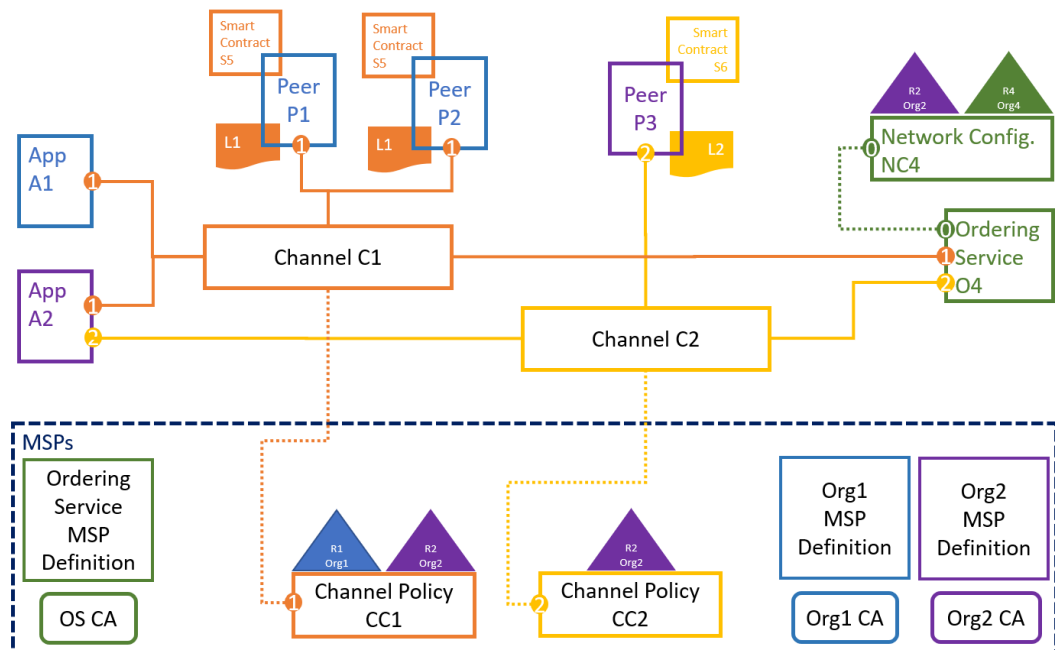 Smart
Contract
S5
Smart
Contract
S5
Smart
Contract
S6
Peer
P1
Peer
P2
Peer
P3
R2
Org2
R4
Org4
L1
L1
L2
1
1
2
0
Network Config.
NC4
App
A1
1
0
Ordering
1
Service
2
O4
Channel C1
App
A2
1
2
Channel C2
MSPs
Ordering
Service
MSP
Definition
OS CA
R1
Org1
R2
Org2
1
Channel Policy
CC1
R2
Org2
2
Channel Policy
CC2
Org1
MSP
Definition
Org1 CA
Org2
MSP
Definition
Org2 CA